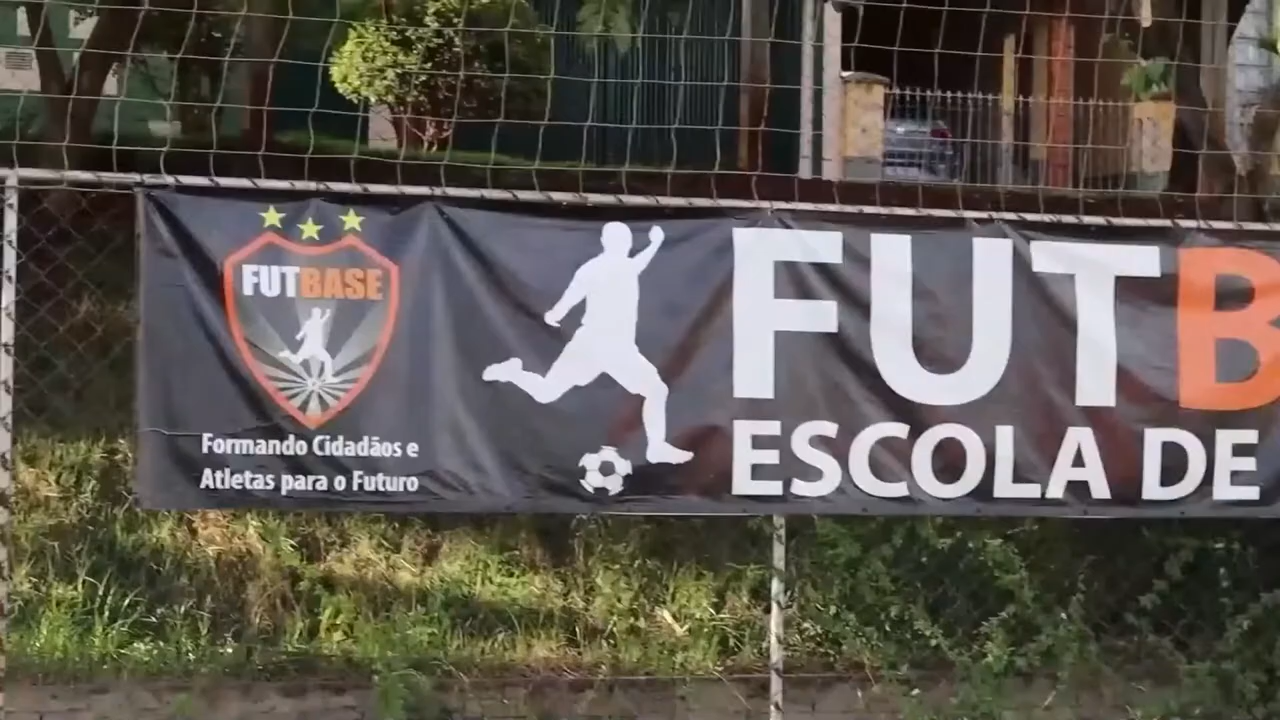 FUTBASE
Formando Cidadãos e
Atletas para o Futuro
FUTB
ESCOLA DE